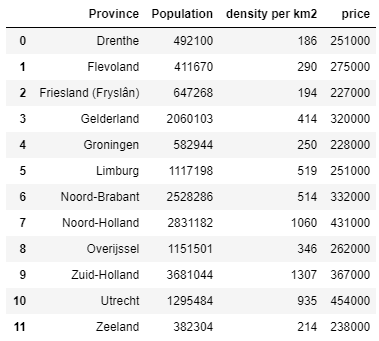 Province Population density per km2 price
0 Drenthe 492100 186 251000
1 Flevoland 411670 290 275000
2 Friesland (Fryslân) 647268 194 227000
3 Gelderland 2060103 414 320000
4 Groningen 582944 250 228000
5 Limburg 1117198 519 251000
6 Noord-Brabant 2528286 514 332000
7 Noord-Holland 2831182 1060 431000
8 Overijssel 1151501 346 262000
9 Zuid-Holland 3681044 1307 367000
10 Utrecht 1295484 935 454000
11 Zeeland 382304 214 238000